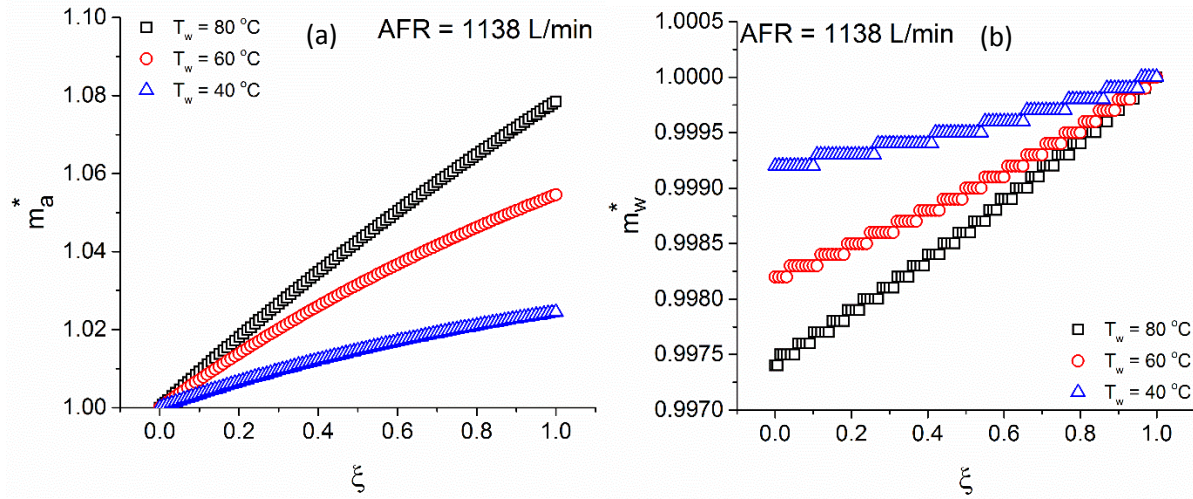 (a)
AFR = 1138 L/min
T_w = 80 °C
T_w = 60 °C
T_w = 40 °C
1.10
1.08
1.06
1.04
1.02
1.00
m*_a
0.0 0.2 0.4 0.6 0.8 1.0
ξ
AFR = 1138 L/min
(b)
1.0005
1.0000
0.9995
0.9990
0.9985
0.9980
0.9975
0.9970
m*_w
T_w = 80 °C
T_w = 60 °C
T_w = 40 °C
0.0 0.2 0.4 0.6 0.8 1.0
ξ